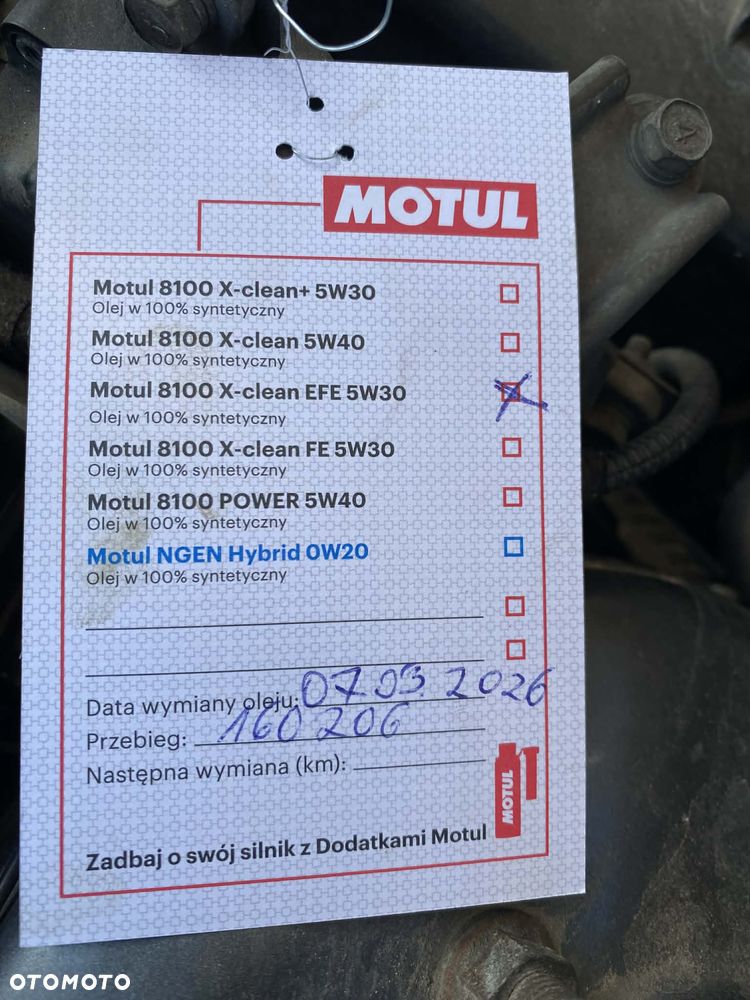 MOTUL
Motul 8100 X-clean+ 5W30
Olej w 100% syntetyczny
Motul 8100 X-clean 5W40
Olej w 100% syntetyczny
Motul 8100 X-clean EFE 5W30
Olej w 100% syntetyczny
Motul 8100 X-clean FE 5W30
Olej w 100% syntetyczny
Motul 8100 POWER 5W40
Olej w 100% syntetyczny
Motul NGEN Hybrid 0W20
Olej w 100% syntetyczny
Data wymiany oleju: 07.03.2026
Przebieg: 160 206
Następna wymiana (km):
MOTUL
Zadbaj o swój silnik z Dodatkami Motul
OTOMOTO